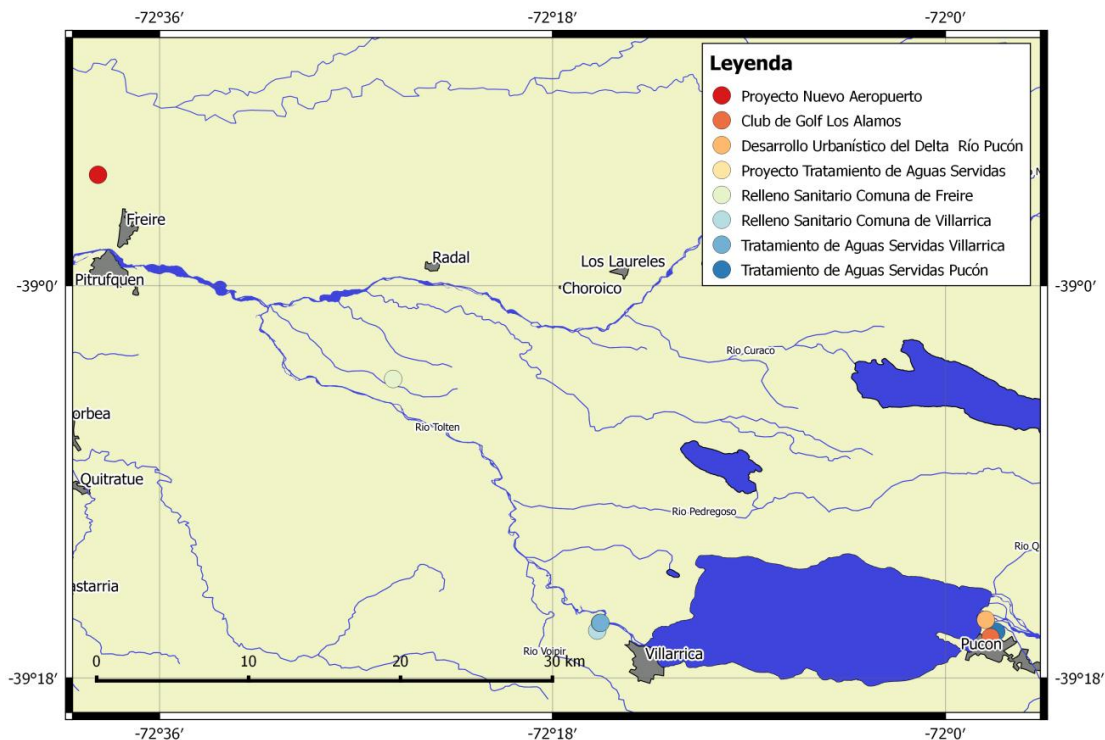 -72°36' -72°18' -72°0'
Leyenda
Proyecto Nuevo Aeropuerto
Club de Golf Los Alamos
Desarrollo Urbanístico del Delta Río Pucón
Proyecto Tratamiento de Aguas Servidas
Relleno Sanitario Comuna de Freire
Relleno Sanitario Comuna de Villarrica
Tratamiento de Aguas Servidas Villarrica
Tratamiento de Aguas Servidas Pucón
Freire
Radal
Los Laureles
Pitrufquen
-39°0' -39°0'
Choroico
Rio Curaco
orbea
Rio Tolten
Quitratue
Rio Pedregoso
Rio Q
astarria
Pucon
Rio Voipir
Villarrica
0 10 20 30 km
-39°18' -39°18'
-72°36' -72°18' -72°0'